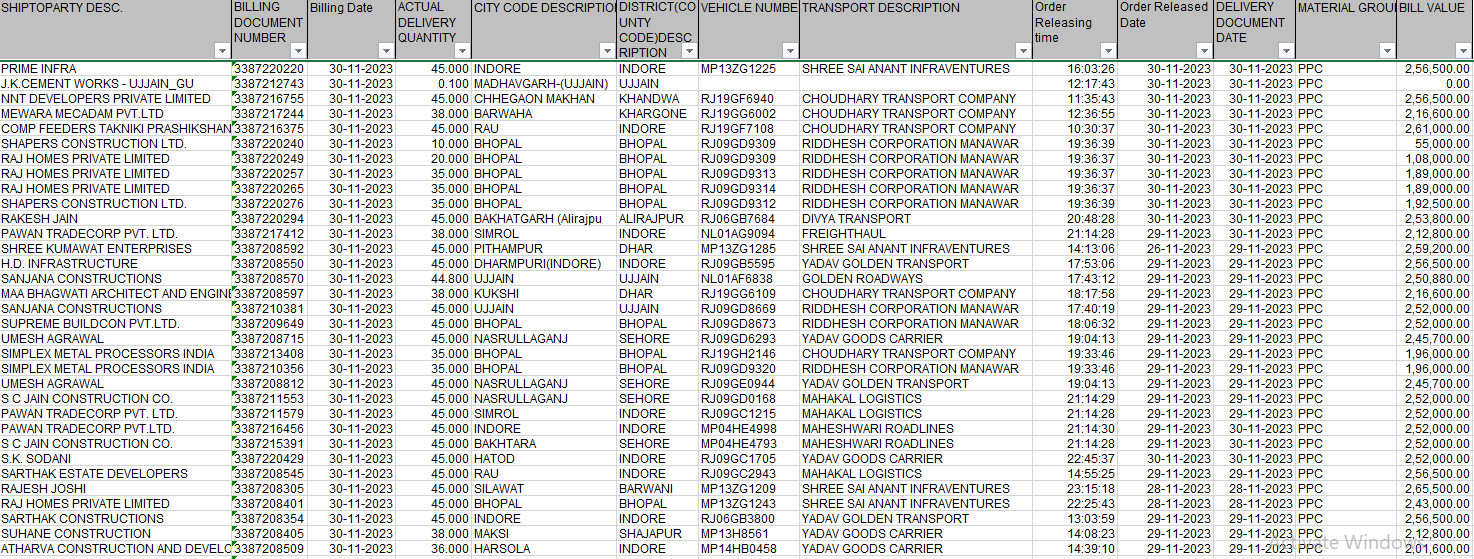 SHIPTOPARTY DESC. BILLING DOCUMENT NUMBER Billing Date ACTUAL DELIVERY QUANTITY CITY CODE DESCRIPTION DISTRICT(COUNTY CODE)DESCRIPTION VEHICLE NUMBE TRANSPORT DESCRIPTION Order Releasing time Order Released Date DELIVERY DOCUMENT DATE MATERIAL GROU BILL VALUE
PRIME INFRA 3387220220 30-11-2023 45.000 INDORE INDORE MP13ZG1225 SHREE SAI ANANT INFRAVENTURES 16:03:26 30-11-2023 30-11-2023 PPC 2,56,500.00
J.K.CEMENT WORKS - UJJAIN_GU 3387212743 30-11-2023 0.100 MADHAVGARH-(UJJAIN) UJJAIN 12:17:43 30-11-2023 30-11-2023 PPC 0.00
NNT DEVELOPERS PRIVATE LIMITED 3387216755 30-11-2023 45.000 CHHEGAON MAKHAN KHANDWA RJ19GF6940 CHOUDHARY TRANSPORT COMPANY 11:35:43 30-11-2023 30-11-2023 PPC 2,56,500.00
MEWARA MECADAM PVT.LTD 3387217244 30-11-2023 38.000 BARWAHA KHARGONE RJ19GG6002 CHOUDHARY TRANSPORT COMPANY 12:36:55 30-11-2023 30-11-2023 PPC 2,16,600.00
COMP FEEDERS TAKNIKI PRASHIKSHAN 3387216375 30-11-2023 45.000 RAU INDORE RJ19GF7108 CHOUDHARY TRANSPORT COMPANY 10:30:37 30-11-2023 30-11-2023 PPC 2,61,000.00
SHAPERS CONSTRUCTION LTD. 3387220240 30-11-2023 10.000 BHOPAL BHOPAL RJ09GD9309 RIDDHESH CORPORATION MANAWAR 19:36:39 30-11-2023 30-11-2023 PPC 55,000.00
RAJ HOMES PRIVATE LIMITED 3387220249 30-11-2023 20.000 BHOPAL BHOPAL RJ09GD9309 RIDDHESH CORPORATION MANAWAR 19:36:37 30-11-2023 30-11-2023 PPC 1,08,000.00
RAJ HOMES PRIVATE LIMITED 3387220257 30-11-2023 35.000 BHOPAL BHOPAL RJ09GD9313 RIDDHESH CORPORATION MANAWAR 19:36:37 30-11-2023 30-11-2023 PPC 1,89,000.00
RAJ HOMES PRIVATE LIMITED 3387220265 30-11-2023 35.000 BHOPAL BHOPAL RJ09GD9314 RIDDHESH CORPORATION MANAWAR 19:36:37 30-11-2023 30-11-2023 PPC 1,89,000.00
SHAPERS CONSTRUCTION LTD. 3387220276 30-11-2023 35.000 BHOPAL BHOPAL RJ09GD9312 RIDDHESH CORPORATION MANAWAR 19:36:39 30-11-2023 30-11-2023 PPC 1,92,500.00
RAKESH JAIN 3387220294 30-11-2023 45.000 BAKHATGARH (Alirajpu ALIRAJPUR RJ06GB7684 DIVYA TRANSPORT 20:48:28 30-11-2023 30-11-2023 PPC 2,53,800.00
PAWAN TRADECORP PVT. LTD. 3387217412 30-11-2023 38.000 SIMROL INDORE NL01AG9094 FREIGHTHAUL 21:14:28 29-11-2023 30-11-2023 PPC 2,12,800.00
SHREE KUMAWAT ENTERPRISES 3387208592 30-11-2023 45.000 PITHAMPUR DHAR MP13ZG1285 SHREE SAI ANANT INFRAVENTURES 14:13:06 26-11-2023 29-11-2023 PPC 2,59,200.00
H.D. INFRASTRUCTURE 3387208550 30-11-2023 45.000 DHARMPURI(INDORE) INDORE RJ09GB5595 YADAV GOLDEN TRANSPORT 17:53:06 29-11-2023 29-11-2023 PPC 2,56,500.00
SANJANA CONSTRUCTIONS 3387208570 30-11-2023 44.800 UJJAIN UJJAIN NL01AF6838 GOLDEN ROADWAYS 17:43:12 29-11-2023 29-11-2023 PPC 2,50,880.00
MAA BHAGWATI ARCHITECT AND ENGINE 3387208597 30-11-2023 38.000 KUKSHI DHAR RJ19GG6109 CHOUDHARY TRANSPORT COMPANY 18:17:58 29-11-2023 29-11-2023 PPC 2,16,600.00
SANJANA CONSTRUCTIONS 3387210381 30-11-2023 45.000 UJJAIN UJJAIN RJ09GD8669 RIDDHESH CORPORATION MANAWAR 17:40:19 29-11-2023 29-11-2023 PPC 2,52,000.00
SUPREME BUILDCON PVT.LTD. 3387209649 30-11-2023 45.000 BHOPAL BHOPAL RJ09GD8673 RIDDHESH CORPORATION MANAWAR 18:06:32 29-11-2023 29-11-2023 PPC 2,52,000.00
UMESH AGRAWAL 3387208715 30-11-2023 45.000 NASRULLAGANJ SEHORE RJ09GD6293 YADAV GOODS CARRIER 19:04:13 29-11-2023 29-11-2023 PPC 2,45,700.00
SIMPLEX METAL PROCESSORS INDIA 3387213408 30-11-2023 35.000 BHOPAL BHOPAL RJ19GH2146 CHOUDHARY TRANSPORT COMPANY 19:33:46 29-11-2023 30-11-2023 PPC 1,96,000.00
SIMPLEX METAL PROCESSORS INDIA 3387210356 30-11-2023 35.000 BHOPAL BHOPAL RJ09GD9320 RIDDHESH CORPORATION MANAWAR 19:33:46 29-11-2023 29-11-2023 PPC 1,96,000.00
UMESH AGRAWAL 3387208812 30-11-2023 45.000 NASRULLAGANJ SEHORE RJ09GE0944 YADAV GOLDEN TRANSPORT 19:04:13 29-11-2023 29-11-2023 PPC 2,45,700.00
S C JAIN CONSTRUCTION CO. 3387211553 30-11-2023 45.000 NASRULLAGANJ SEHORE RJ09GD0168 MAHAKAL LOGISTICS 21:14:29 29-11-2023 29-11-2023 PPC 2,52,000.00
PAWAN TRADECORP PVT. LTD. 3387211579 30-11-2023 45.000 SIMROL INDORE RJ09GC1215 MAHAKAL LOGISTICS 21:14:28 29-11-2023 29-11-2023 PPC 2,52,000.00
PAWAN TRADECORP PVT.LTD. 3387216456 30-11-2023 45.000 INDORE INDORE MP04HE4998 MAHESHWARI ROADLINES 21:14:30 29-11-2023 30-11-2023 PPC 2,52,000.00
S C JAIN CONSTRUCTION CO. 3387215391 30-11-2023 45.000 BAKHTARA SEHORE MP04HE4793 MAHESHWARI ROADLINES 21:14:28 29-11-2023 30-11-2023 PPC 2,52,000.00
S.K. SODANI 3387220429 30-11-2023 45.000 HATOD INDORE RJ09GC1705 YADAV GOODS CARRIER 22:45:37 29-11-2023 30-11-2023 PPC 2,52,000.00
SARTHAK ESTATE DEVELOPERS 3387208545 30-11-2023 45.000 RAU INDORE RJ09GC2943 MAHAKAL LOGISTICS 14:55:25 29-11-2023 29-11-2023 PPC 2,56,500.00
RAJESH JOSHI 3387208305 30-11-2023 45.000 SILAWAT BARWANI MP13ZG1209 SHREE SAI ANANT INFRAVENTURES 23:15:18 28-11-2023 28-11-2023 PPC 2,65,500.00
RAJ HOMES PRIVATE LIMITED 3387208401 30-11-2023 45.000 BHOPAL BHOPAL MP13ZG1243 SHREE SAI ANANT INFRAVENTURES 22:25:43 28-11-2023 28-11-2023 PPC 2,43,000.00
SARTHAK CONSTRUCTIONS 3387208354 30-11-2023 45.000 INDORE INDORE RJ06GB3800 YADAV GOLDEN TRANSPORT 13:03:59 29-11-2023 29-11-2023 PPC 2,56,500.00
SUHANE CONSTRUCTION 3387208405 30-11-2023 38.000 MAKSI SHAJAPUR MP13H8561 YADAV GOODS CARRIER 14:08:23 29-11-2023 29-11-2023 PPC 2,12,800.00
ATHARVA CONSTRUCTION AND DEVELC 3387208509 30-11-2023 36.000 HARSOLA INDORE MP14HB0458 YADAV GOODS CARRIER 14:39:10 29-11-2023 29-11-2023 PPC 2,01,600.00
Activate Windows